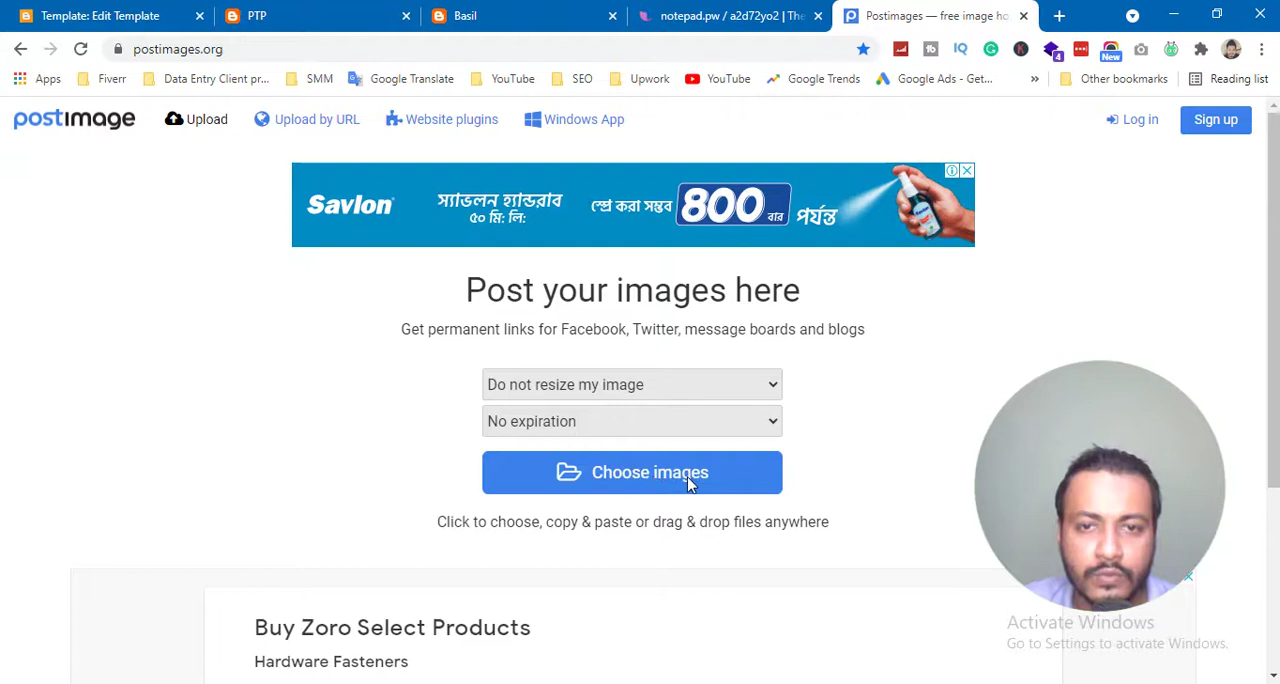 Template: Edit Template
PTP
Basil
notepad.pw / a2d72yo2 | The
Postimages — free image ho
postimages.org
IQ
New
4
Apps
Fiverr
Data Entry Client pr...
SMM
Google Translate
YouTube
SEO
Upwork
YouTube
Google Trends
Google Ads - Get...
»
Other bookmarks
Reading list
postimage
Upload
Upload by URL
Website plugins
Windows App
Log in
Sign up
Savlon
স্যাভলন হ্যান্ডরাব
৫০ মি: লি:
স্প্রে করা সম্ভব
800
বার
পর্যন্ত
Post your images here
Get permanent links for Facebook, Twitter, message boards and blogs
Do not resize my image
No expiration
Choose images
Click to choose, copy & paste or drag & drop files anywhere
Buy Zoro Select Products
Hardware Fasteners
Activate Windows
Go to Settings to activate Windows.